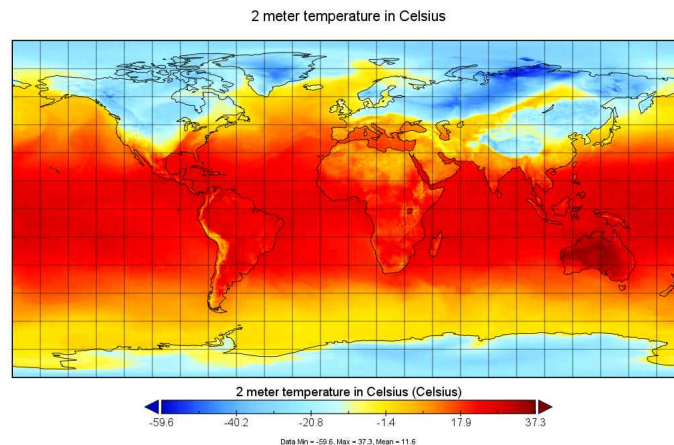 2 meter temperature in Celsius
2 meter temperature in Celsius (Celsius)
-59.6 -40.2 -20.8 -1.4 17.9 37.3
Data Min = -59.6, Max = 37.3, Mean = 11.6